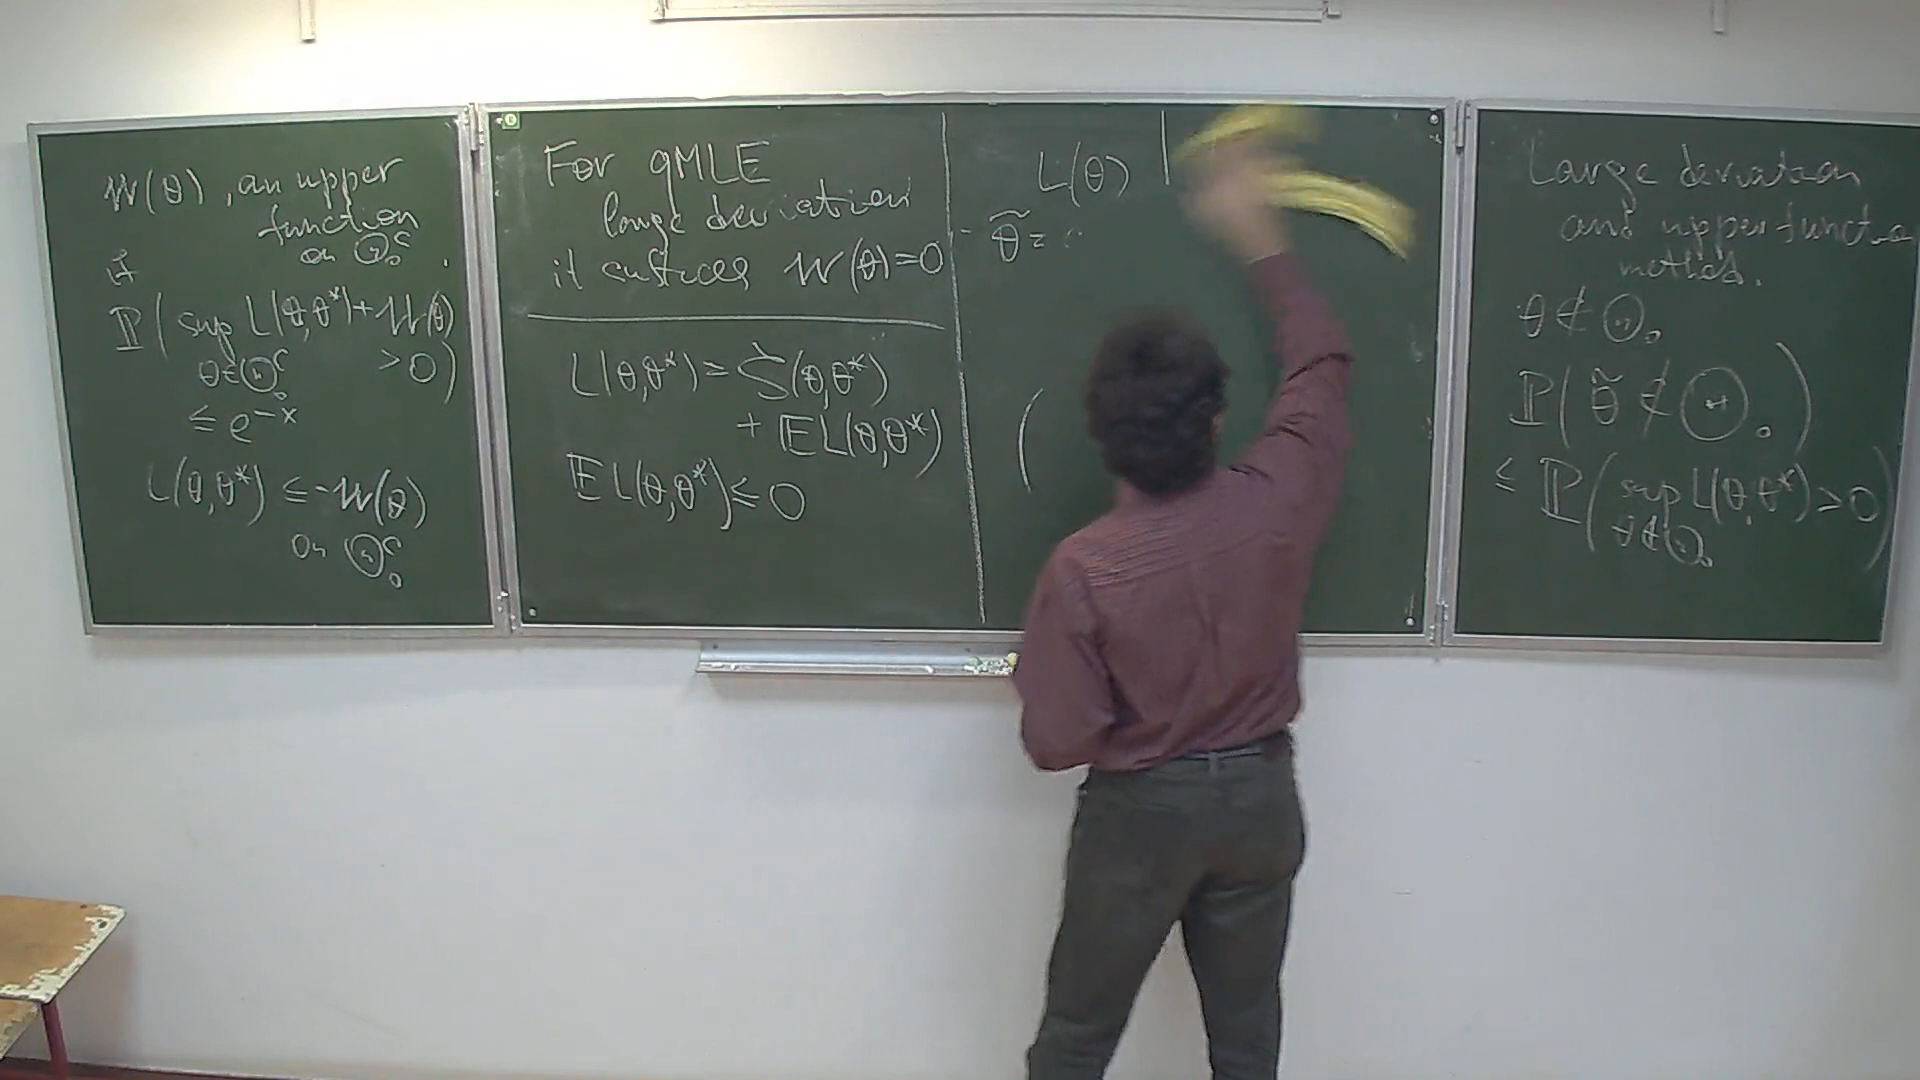 W(θ), an upper
function
on Θ₀ᶜ
if
ℙ( sup L(θ,θ*)+W(θ)
θ∈Θ₀ᶜ >0)
≤ e^{-x}
L(θ,θ*) ≤ -W(θ)
on Θ₀ᶜ
For qMLE
large deviation
it suffices W(θ)=0
L(θ,θ*) = ζ(θ,θ*)
+ 𝔼L(θ,θ*)
𝔼L(θ,θ*) ≤ 0
L(θ)
θ̃ =
(
Large deviation
and upper function
method.
θ ∉ Θ₀
ℙ( θ̃ ∉ Θ₀ )
≤ ℙ( sup L(θ,θ*) > 0 )
θ∉Θ₀